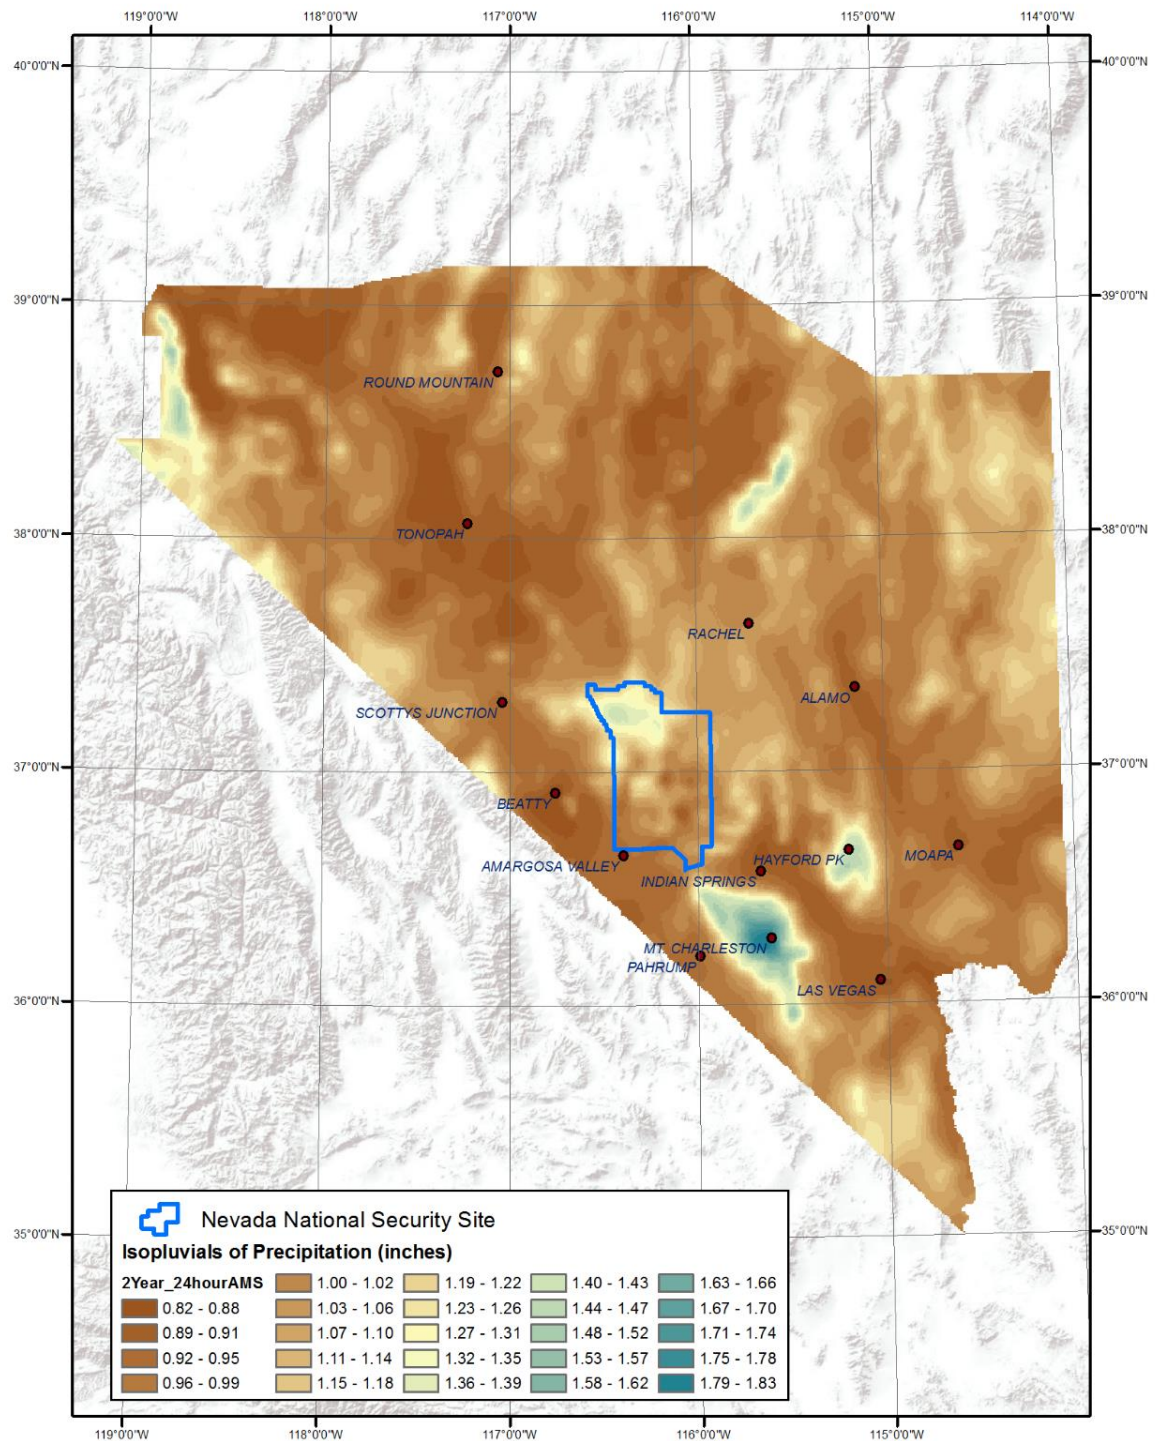 119°0'0"W 118°0'0"W 117°0'0"W 116°0'0"W 115°0'0"W 114°0'0"W
40°0'0"N 40°0'0"N
39°0'0"N 39°0'0"N
ROUND MOUNTAIN
TONOPAH
38°0'0"N 38°0'0"N
RACHEL
ALAMO
SCOTTYS JUNCTION
37°0'0"N 37°0'0"N
BEATTY
AMARGOSA VALLEY
HAYFORD PK
MOAPA
INDIAN SPRINGS
MT. CHARLESTON
PAHRUMP
LAS VEGAS
36°0'0"N 36°0'0"N
35°0'0"N 35°0'0"N
Nevada National Security Site
Isopluvials of Precipitation (inches)
2Year_24hourAMS 1.00 - 1.02 1.19 - 1.22 1.40 - 1.43 1.63 - 1.66
0.82 - 0.88 1.03 - 1.06 1.23 - 1.26 1.44 - 1.47 1.67 - 1.70
0.89 - 0.91 1.07 - 1.10 1.27 - 1.31 1.48 - 1.52 1.71 - 1.74
0.92 - 0.95 1.11 - 1.14 1.32 - 1.35 1.53 - 1.57 1.75 - 1.78
0.96 - 0.99 1.15 - 1.18 1.36 - 1.39 1.58 - 1.62 1.79 - 1.83
119°0'0"W 118°0'0"W 117°0'0"W 116°0'0"W 115°0'0"W